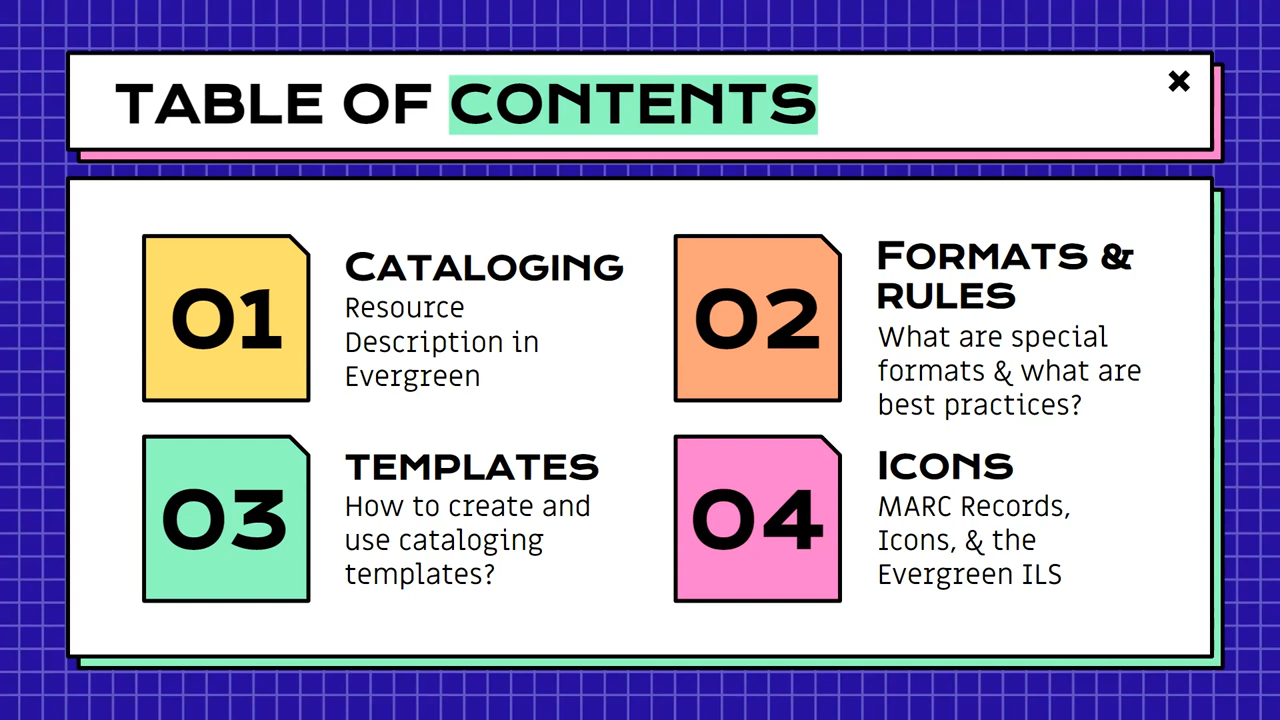 TABLE OF CONTENTS
01
CATALOGING
Resource
Description in
Evergreen
02
FORMATS &
RULES
What are special
formats & what are
best practices?
03
TEMPLATES
How to create and
use cataloging
templates?
04
ICONS
MARC Records,
Icons, & the
Evergreen ILS